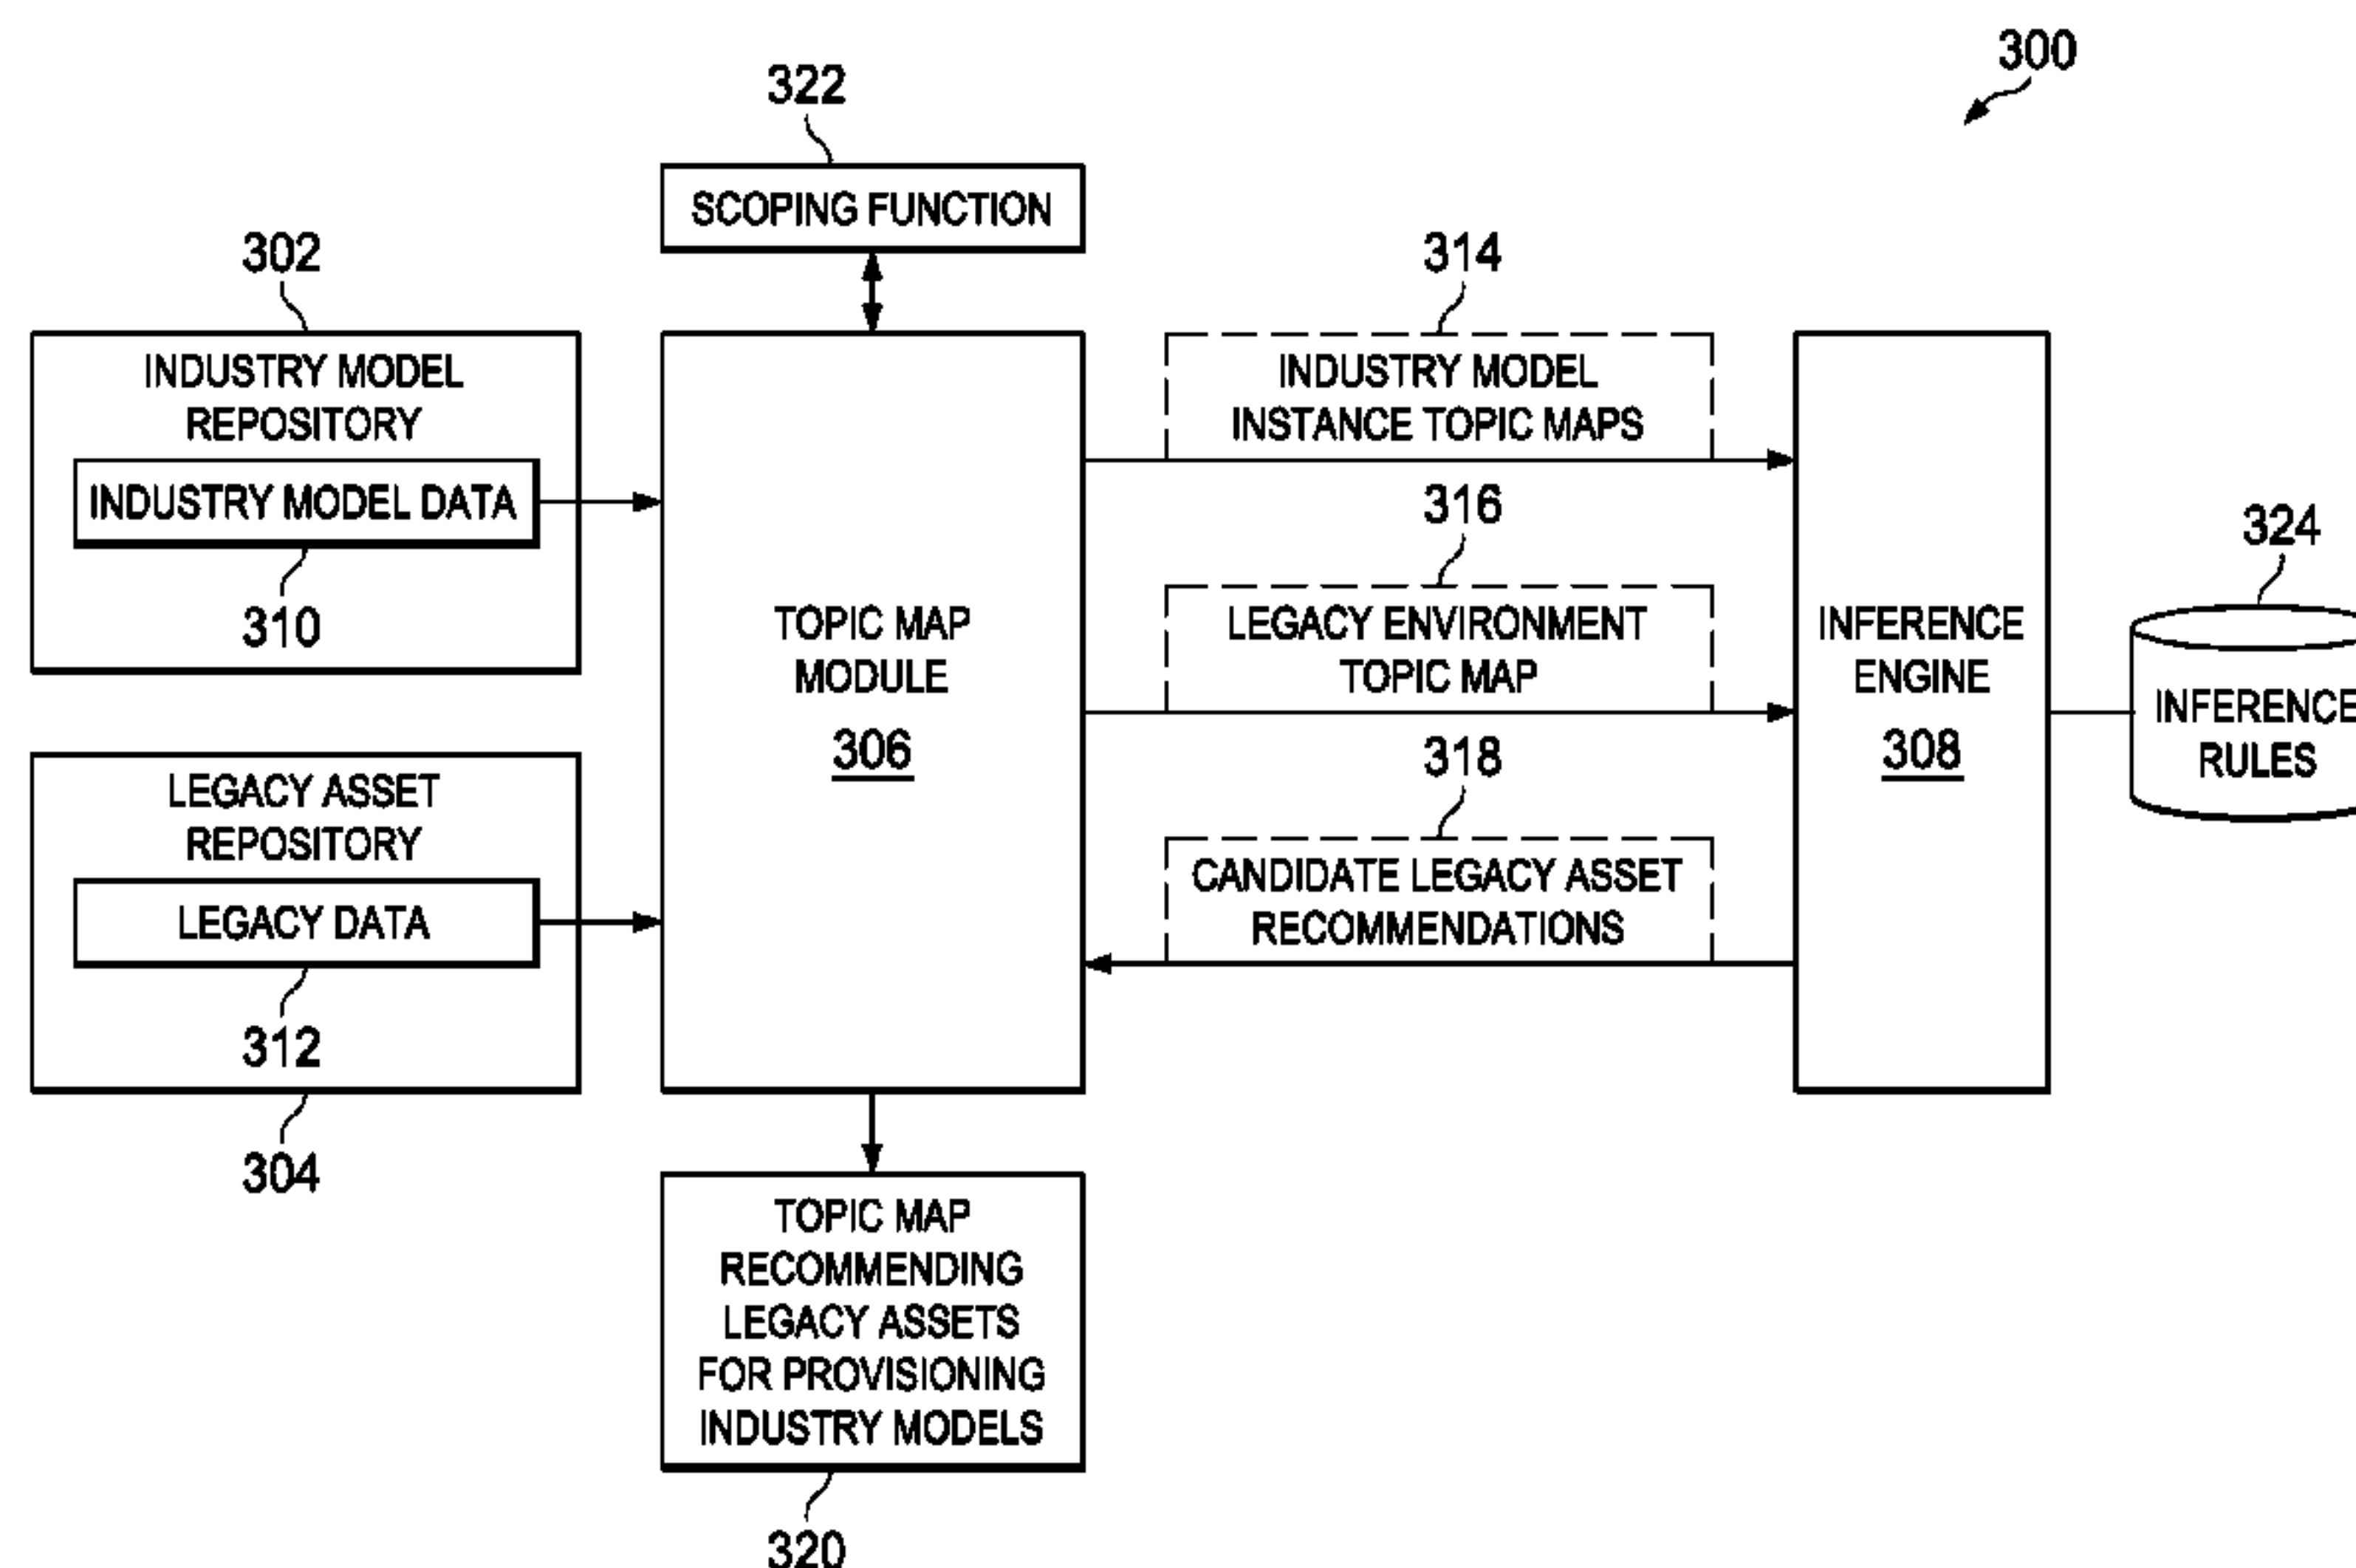 300
322
SCOPING FUNCTION
302
INDUSTRY MODEL
REPOSITORY
INDUSTRY MODEL DATA
310
LEGACY ASSET
REPOSITORY
LEGACY DATA
312
304
TOPIC MAP
MODULE
306
314
INDUSTRY MODEL
INSTANCE TOPIC MAPS
316
LEGACY ENVIRONMENT
TOPIC MAP
318
CANDIDATE LEGACY ASSET
RECOMMENDATIONS
INFERENCE
ENGINE
308
324
INFERENCE
RULES
TOPIC MAP
RECOMMENDING
LEGACY ASSETS
FOR PROVISIONING
INDUSTRY MODELS
320